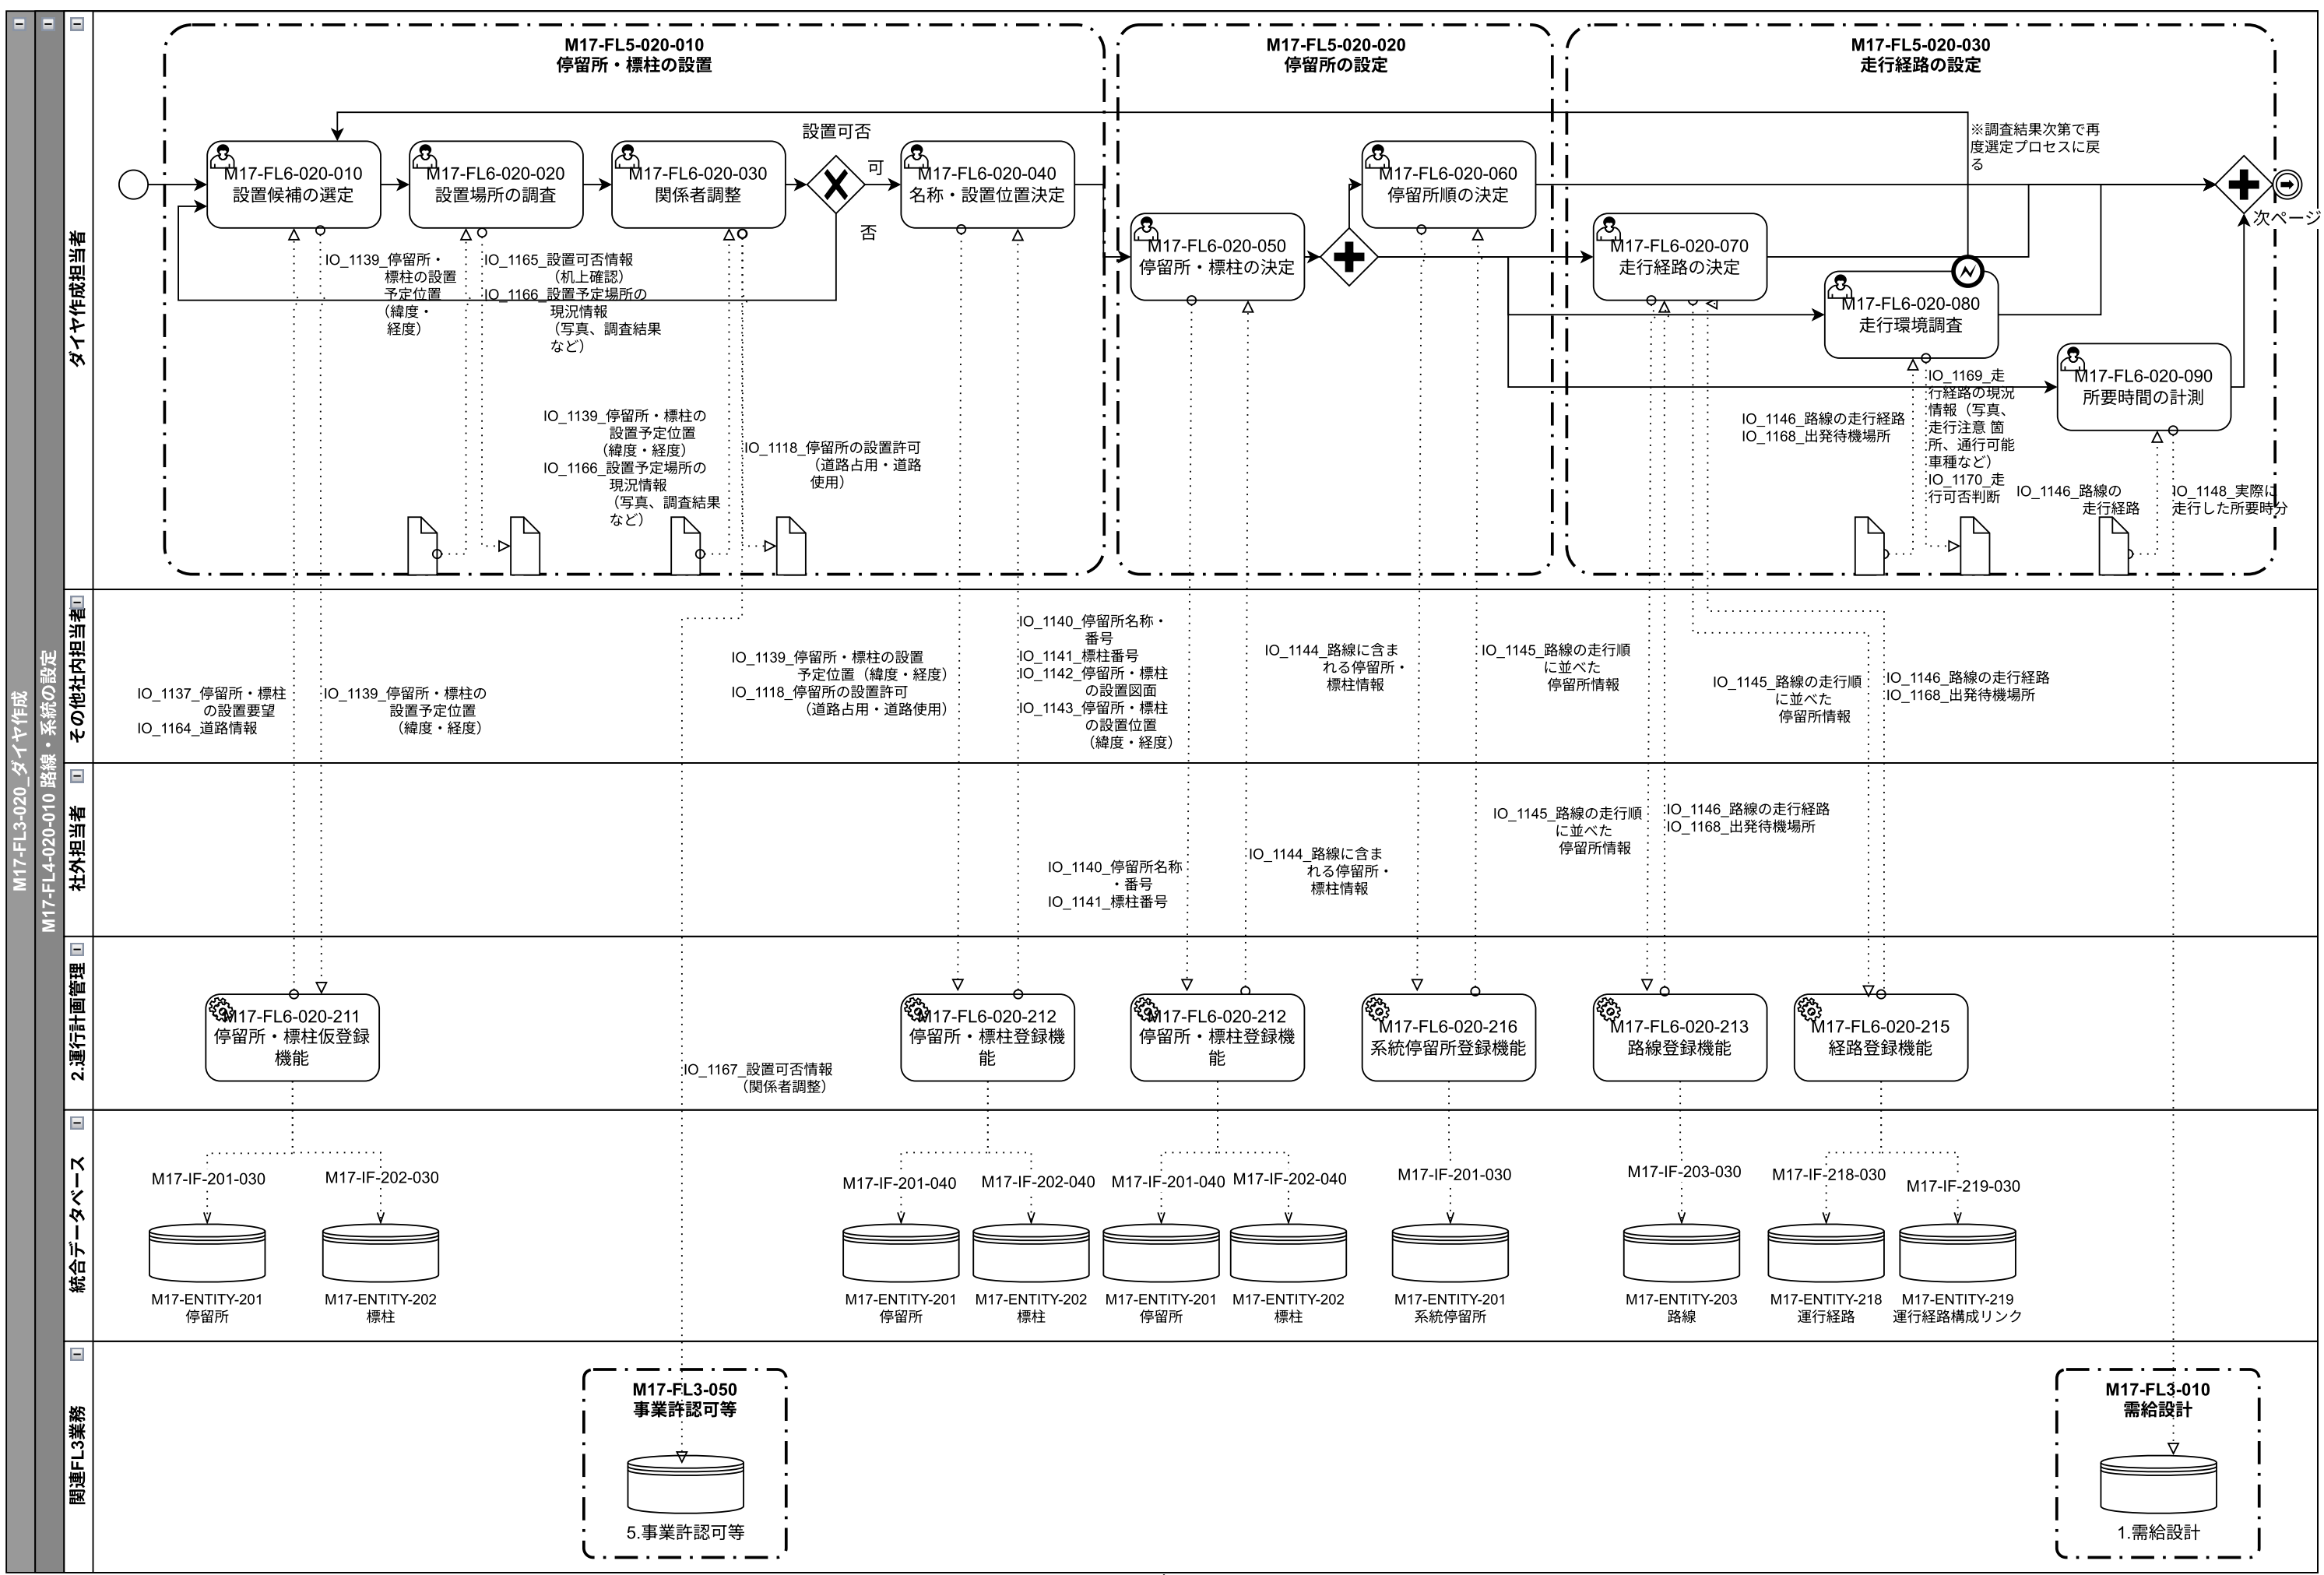 M17-FL3-020_ダイヤ作成
M17-FL4-020-010 路線・系統の設定
ダイヤ作成担当者
M17-FL5-020-010
停留所・標柱の設置
M17-FL5-020-020
停留所の設定
M17-FL5-020-030
走行経路の設定
M17-FL6-020-010
設置候補の選定
M17-FL6-020-020
設置場所の調査
M17-FL6-020-030
関係者調整
設置可否
可
否
M17-FL6-020-040
名称・設置位置決定
M17-FL6-020-050
停留所・標柱の決定
M17-FL6-020-060
停留所順の決定
M17-FL6-020-070
走行経路の決定
M17-FL6-020-080
走行環境調査
M17-FL6-020-090
所要時間の計測
※調査結果次第で再
度選定プロセスに戻
る
次ページ
IO_1139_停留所・
標柱の設置
予定位置
（緯度・
経度）
IO_1165_設置可否情報
（机上確認）
IO_1166_設置予定場所の
現況情報
（写真、調査結果
など）
IO_1139_停留所・標柱の
設置予定位置
（緯度・経度）
IO_1166_設置予定場所の
現況情報
（写真、調査結果
など）
IO_1118_停留所の設置許可
（道路占用・道路
使用）
IO_1146_路線の走行経路
IO_1168_出発待機場所
IO_1169_走
行経路の現況
情報（写真、
走行注意 箇
所、通行可能
車種など）
IO_1170_走
行可否判断
IO_1146_路線の
走行経路
IO_1148_実際に
走行した所要時分
その他社内担当者
IO_1137_停留所・標柱
の設置要望
IO_1164_道路情報
IO_1139_停留所・標柱の
設置予定位置
（緯度・経度）
IO_1139_停留所・標柱の設置
予定位置（緯度・経度）
IO_1118_停留所の設置許可
（道路占用・道路使用）
IO_1140_停留所名称・
番号
IO_1141_標柱番号
IO_1142_停留所・標柱
の設置図面
IO_1143_停留所・標柱
の設置位置
（緯度・経度）
IO_1144_路線に含ま
れる停留所・
標柱情報
IO_1145_路線の走行順
に並べた
停留所情報
IO_1145_路線の走行順
に並べた
停留所情報
IO_1146_路線の走行経路
IO_1168_出発待機場所
社外担当者
IO_1140_停留所名称
・番号
IO_1141_標柱番号
IO_1144_路線に含ま
れる停留所・
標柱情報
IO_1145_路線の走行順
に並べた
停留所情報
IO_1146_路線の走行経路
IO_1168_出発待機場所
2.運行計画管理
M17-FL6-020-211
停留所・標柱仮登録
機能
IO_1167_設置可否情報
（関係者調整）
M17-FL6-020-212
停留所・標柱登録機
能
M17-FL6-020-212
停留所・標柱登録機
能
M17-FL6-020-216
系統停留所登録機能
M17-FL6-020-213
路線登録機能
M17-FL6-020-215
経路登録機能
統合データベース
M17-IF-201-030
M17-IF-202-030
M17-IF-201-040
M17-IF-202-040
M17-IF-201-040
M17-IF-202-040
M17-IF-201-030
M17-IF-203-030
M17-IF-218-030
M17-IF-219-030
M17-ENTITY-201
停留所
M17-ENTITY-202
標柱
M17-ENTITY-201
停留所
M17-ENTITY-202
標柱
M17-ENTITY-201
停留所
M17-ENTITY-202
標柱
M17-ENTITY-201
系統停留所
M17-ENTITY-203
路線
M17-ENTITY-218
運行経路
M17-ENTITY-219
運行経路構成リンク
関連FL3業務
M17-FL3-050
事業許認可等
5.事業許認可等
M17-FL3-010
需給設計
1.需給設計